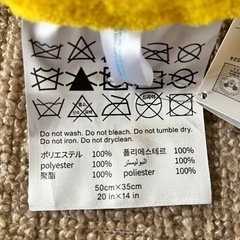 Do not wash. Do not bleach. Do not tumble dry.
Do not iron. Do not dryclean.
ポリエステル 100% 폴리에스테르 100%
polyester 100% البوليستر 100%
聚酯 100% 100%
50cm×35cm
20 in×14 in